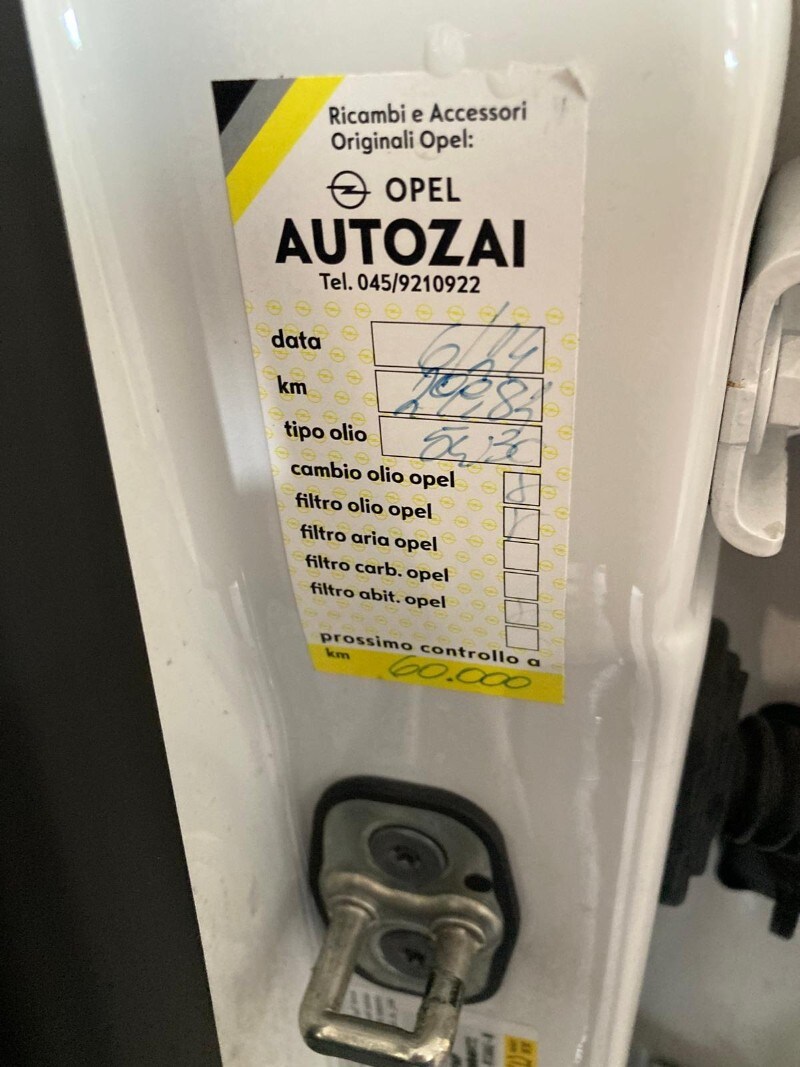 Ricambi e Accessori
Originali Opel:
OPEL
AUTOZAI
Tel. 045/9210922
data
km
tipo olio
cambio olio opel
filtro olio opel
filtro aria opel
filtro carb. opel
filtro abit. opel
prossimo controllo a
km 60.000